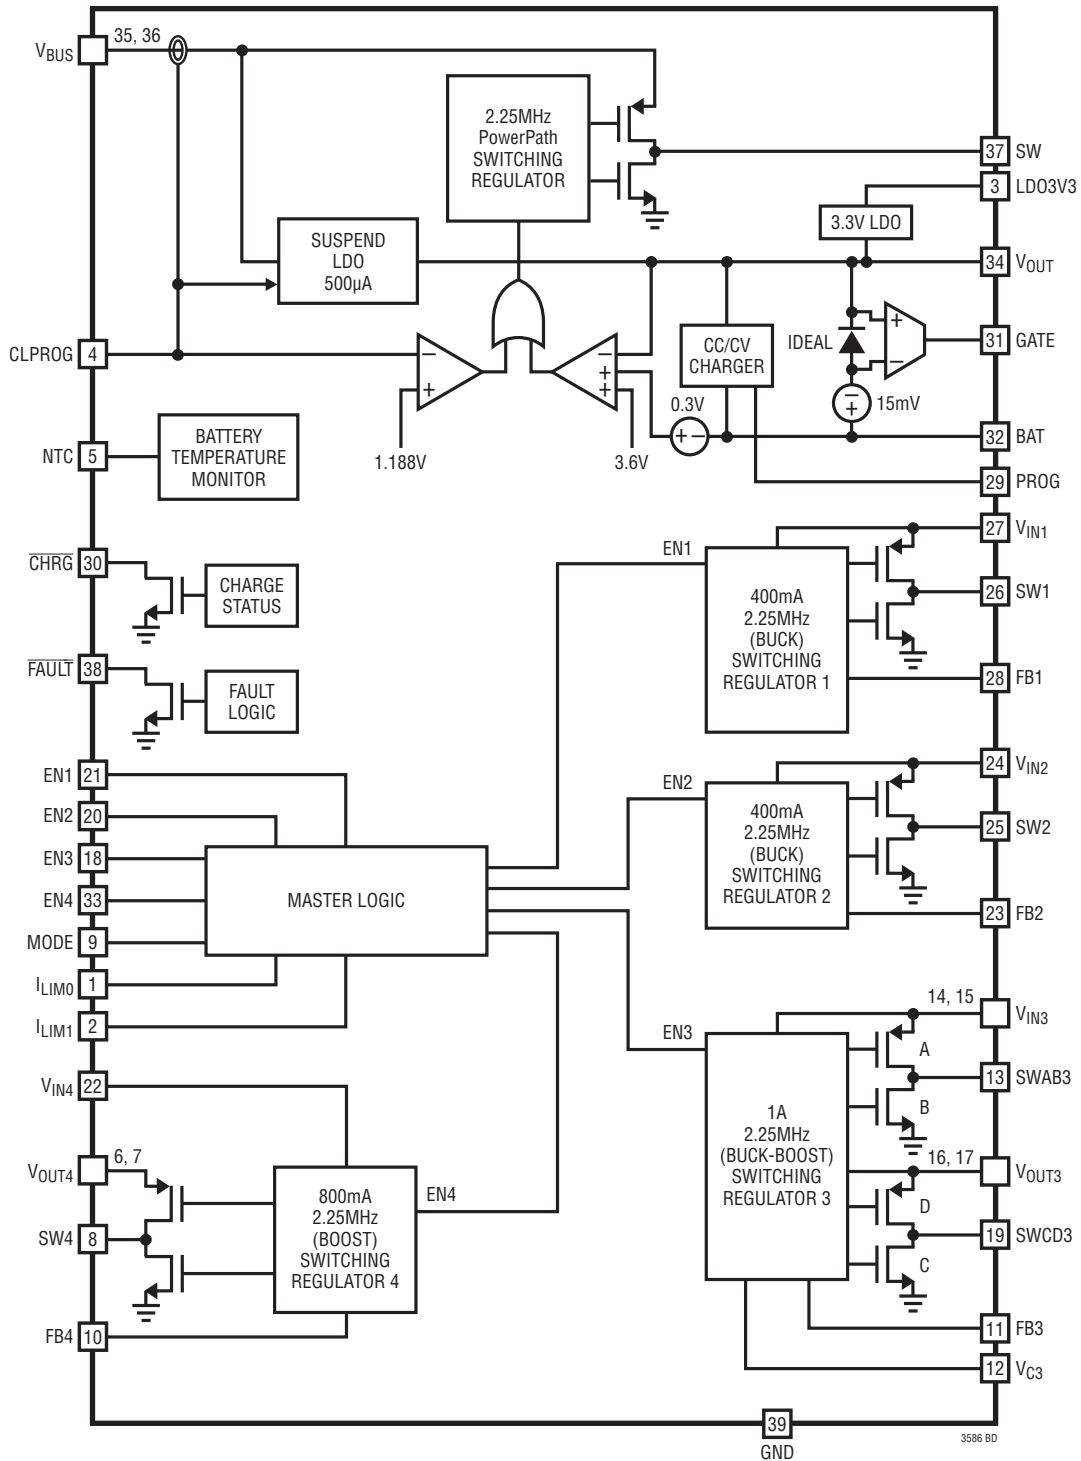 VBUS
35, 36
2.25MHz
PowerPath
SWITCHING
REGULATOR
37 SW
3 LDO3V3
3.3V LDO
SUSPEND
LDO
500µA
34 VOUT
CLPROG 4
−
+
−
+
+
CC/CV
CHARGER
IDEAL
+
−
31 GATE
−
+
15mV
0.3V
+ −
1.188V
3.6V
32 BAT
29 PROG
NTC 5
BATTERY
TEMPERATURE
MONITOR
CHRG 30
CHARGE
STATUS
FAULT 38
FAULT
LOGIC
EN1
27 VIN1
400mA
2.25MHz
(BUCK)
SWITCHING
REGULATOR 1
26 SW1
28 FB1
EN1 21
EN2 20
EN3 18
EN4 33
MODE 9
ILIM0 1
ILIM1 2
MASTER LOGIC
EN2
24 VIN2
400mA
2.25MHz
(BUCK)
SWITCHING
REGULATOR 2
25 SW2
23 FB2
EN3
14, 15
VIN3
A
13 SWAB3
B
1A
2.25MHz
(BUCK-BOOST)
SWITCHING
REGULATOR 3
16, 17
VOUT3
D
19 SWCD3
C
11 FB3
12 VC3
VIN4 22
6, 7
VOUT4
SW4 8
800mA
2.25MHz
(BOOST)
SWITCHING
REGULATOR 4
EN4
FB4 10
39
GND
3586 BD